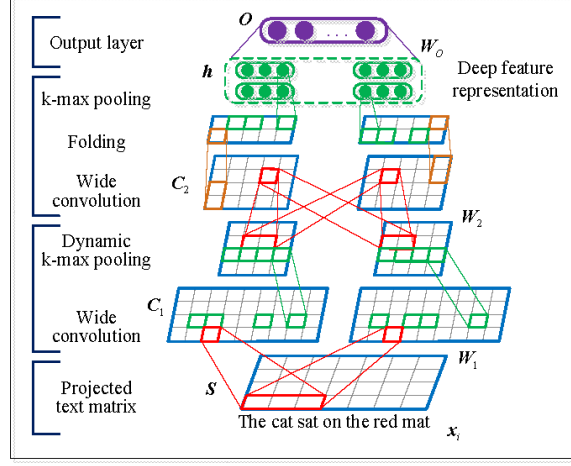 O
Output layer
. . .
W_O
h
Deep feature
representation
k-max pooling
Folding
Wide
convolution
C_2
W_2
Dynamic
k-max pooling
C_1
Wide
convolution
W_1
Projected
text matrix
S
The cat sat on the red mat
x_i